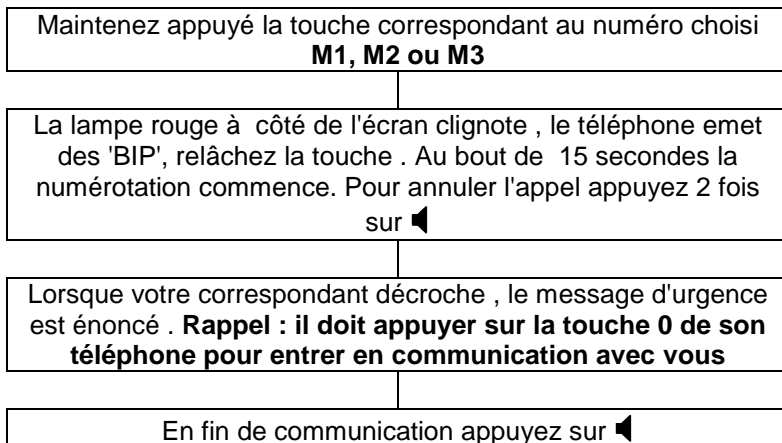 Maintenez appuyé la touche correspondant au numéro choisi
M1, M2 ou M3
La lampe rouge à  côté de l'écran clignote , le téléphone emet
des 'BIP', relâchez la touche . Au bout de  15 secondes la
numérotation commence. Pour annuler l'appel appuyez 2 fois
sur
Lorsque votre correspondant décroche , le message d'urgence
est énoncé . Rappel : il doit appuyer sur la touche 0 de son
téléphone pour entrer en communication avec vous
En fin de communication appuyez sur